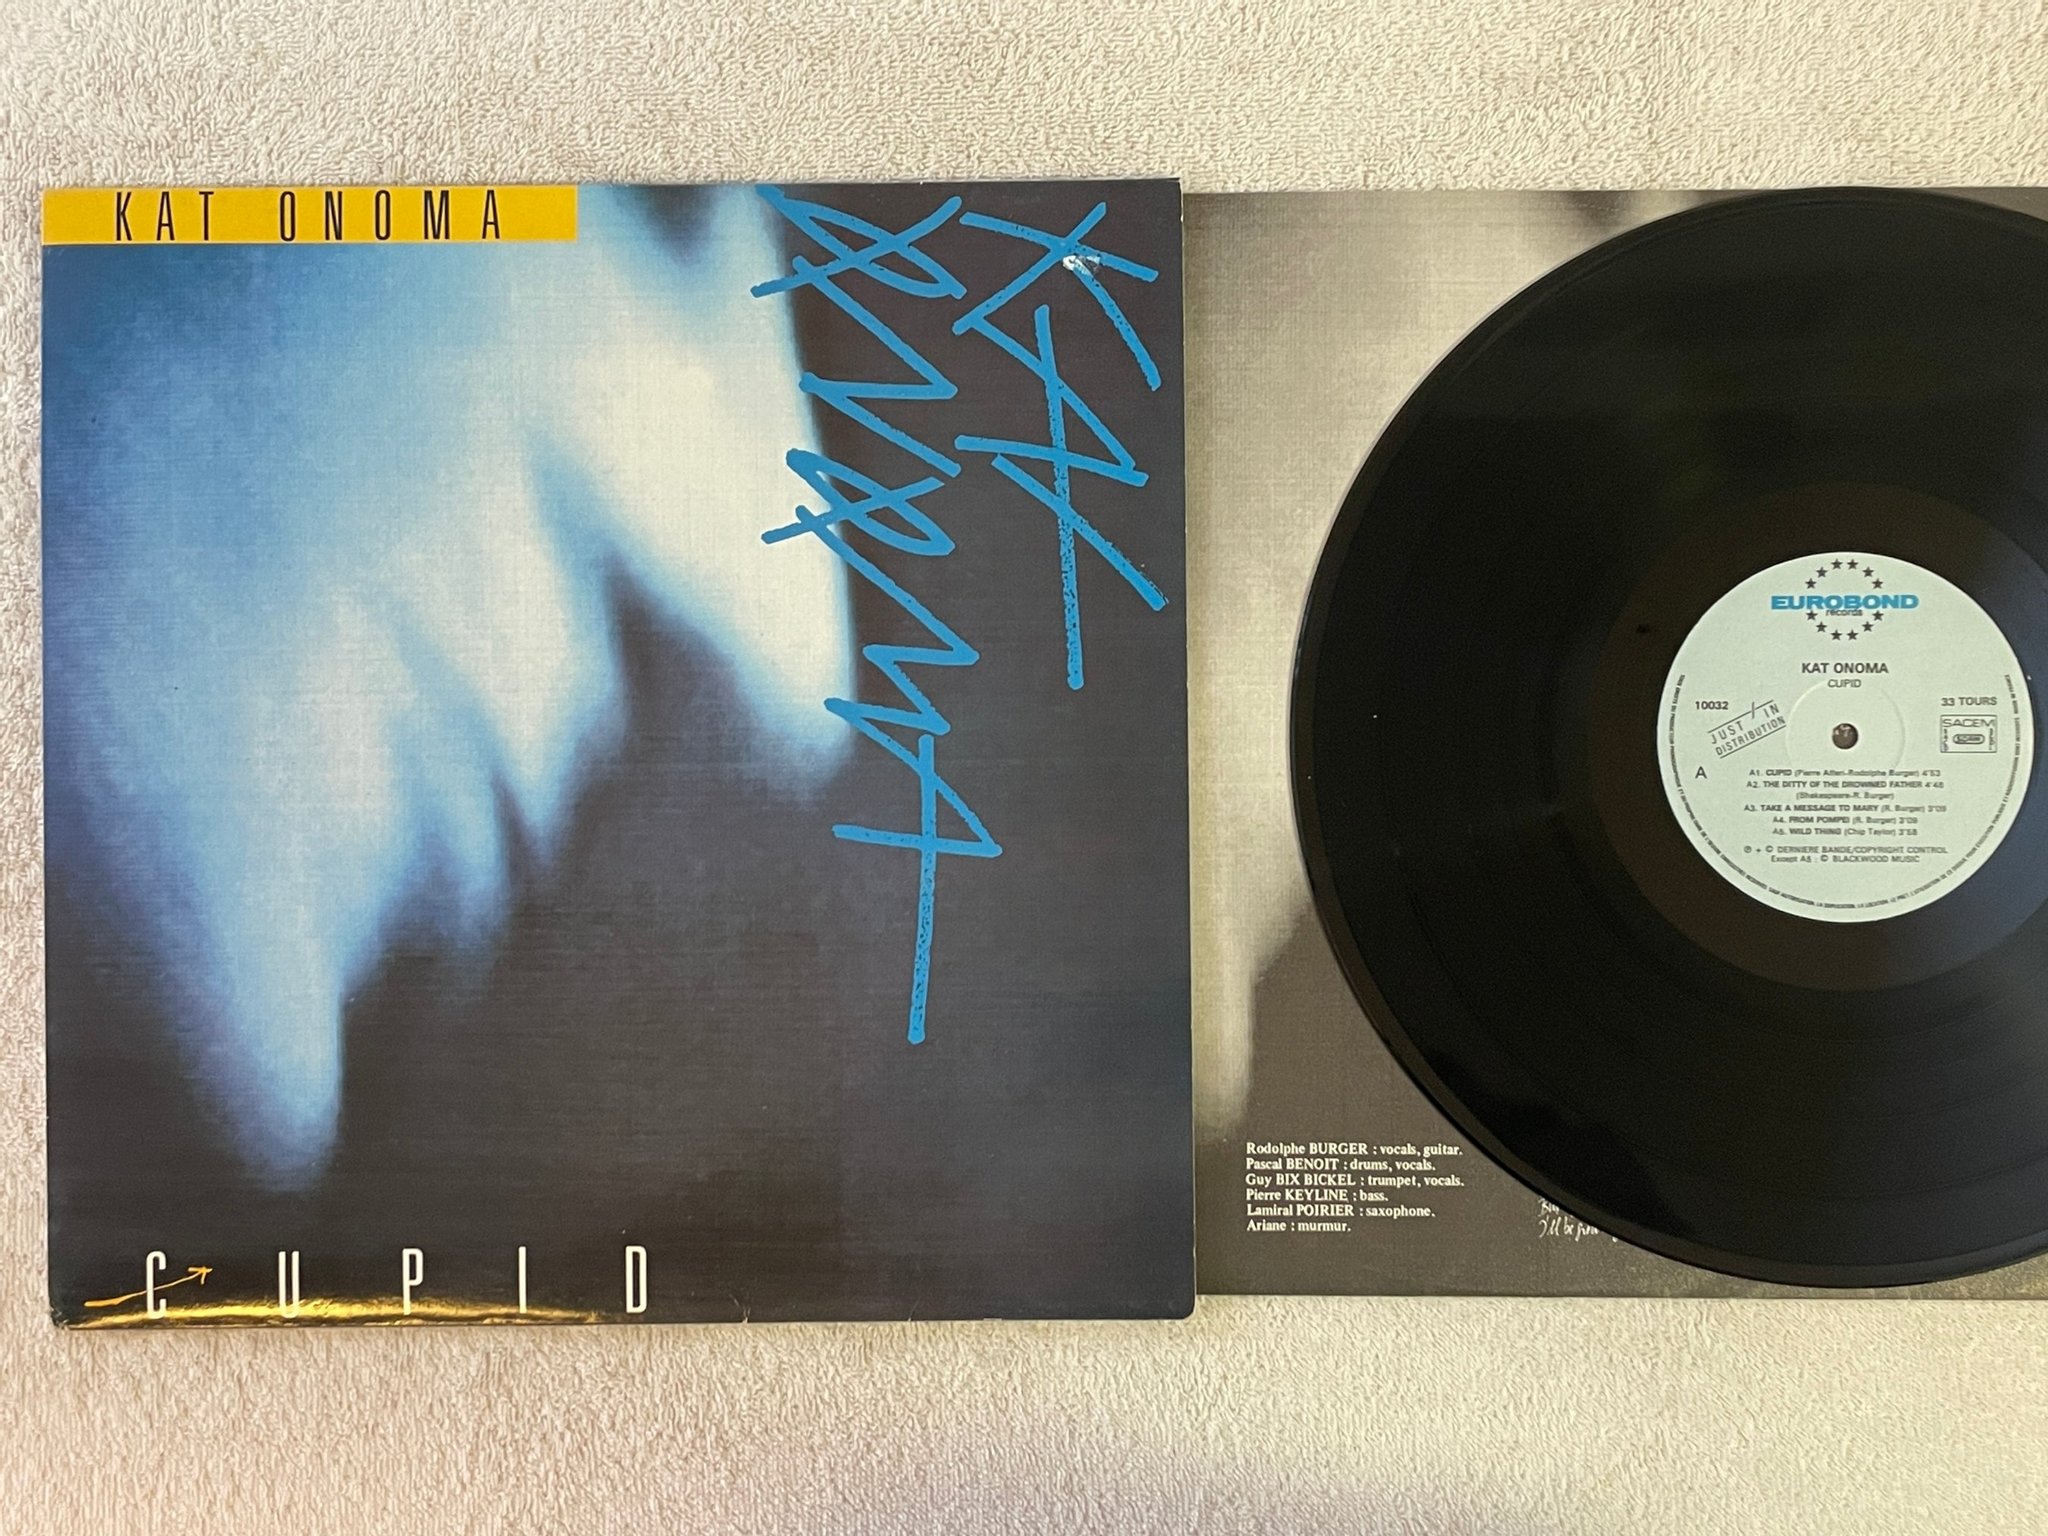 KAT ONOMA
KAT
ONOMA
CUPID
Rodolphe BURGER : vocals, guitar.
Pascal BENOIT : drums, vocals.
Guy BIX BICKEL : trumpet, vocals.
Pierre KEYLINE : bass.
Lamiral POIRIER : saxophone.
Ariane : murmur.
I'll be
EUROBOND
records
KAT ONOMA
CUPID
10032
33 TOURS
JUST IN
DISTRIBUTION
SACEM
A
A1. CUPID (Pierre Alferi-Rodolphe Burger) 4'53
A2. THE DITTY OF THE DROWNED FATHER 4'48
(Shakespeare-R. Burger)
A3. TAKE A MESSAGE TO MARY (R. Burger) 3'09
A4. FROM POMPEI (R. Burger) 3'09
A5. WILD THING (Chip Taylor) 3'58
℗ + © DERNIERE BANDE/COPYRIGHT CONTROL
Except A5 : © BLACKWOOD MUSIC